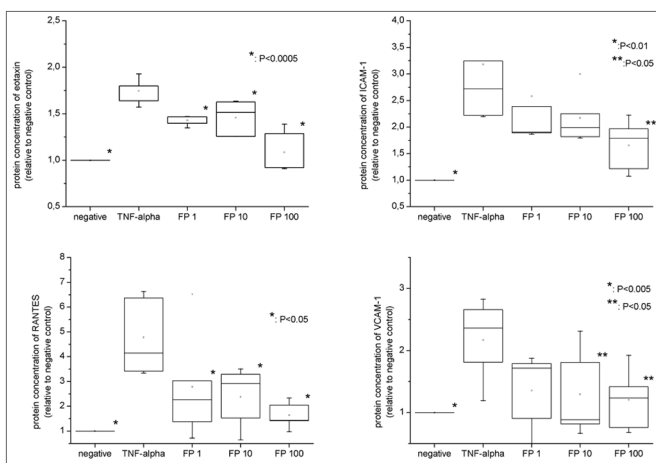 protein concentration of eotaxin
(relative to negative control)
2,0
1,5
1,0
0,5
*: P<0.0005
*
*
*
*
negative TNF-alpha FP 1 FP 10 FP 100
protein concentration of ICAM-1
(relative to negative control)
4,0
3,5
3,0
2,5
2,0
1,5
1,0
0,5
*:P<0.01
**:P<0.05
*
**
negative TNF-alpha FP 1 FP 10 FP 100
protein concentration of RANTES
(relative to negative control)
8
7
6
5
4
3
2
1
*: P<0.05
*
*
*
*
negative TNF-alpha FP 1 FP 10 FP 100
protein concentration of VCAM-1
(relative to negative control)
3
2
1
*: P<0.005
**: P<0.05
*
**
**
negative TNF-alpha FP 1 FP 10 FP 100